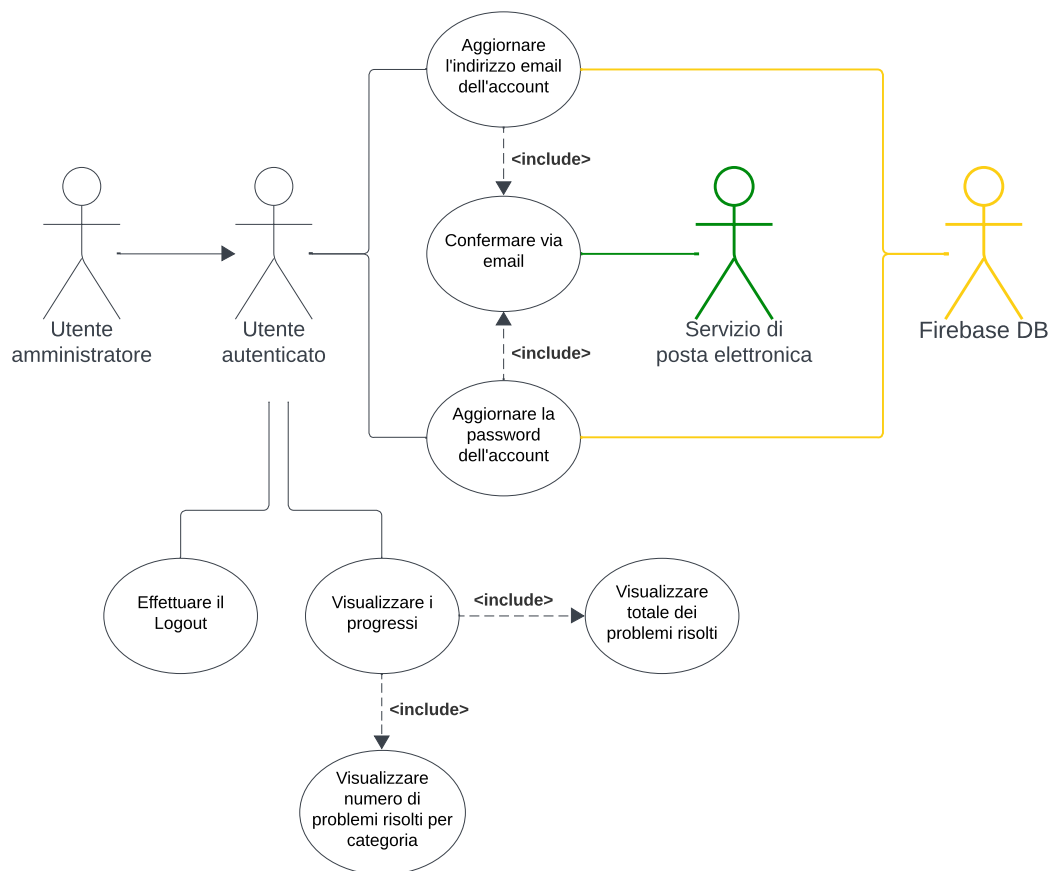 Aggiornare
l'indirizzo email
dell'account
<include>
Confermare via
email
<include>
Utente
amministratore
Utente
autenticato
Servizio di
posta elettronica
Firebase DB
Aggiornare la
password
dell'account
Effettuare il
Logout
Visualizzare i
progressi
<include>
Visualizzare
totale dei
problemi risolti
<include>
Visualizzare
numero di
problemi risolti per
categoria